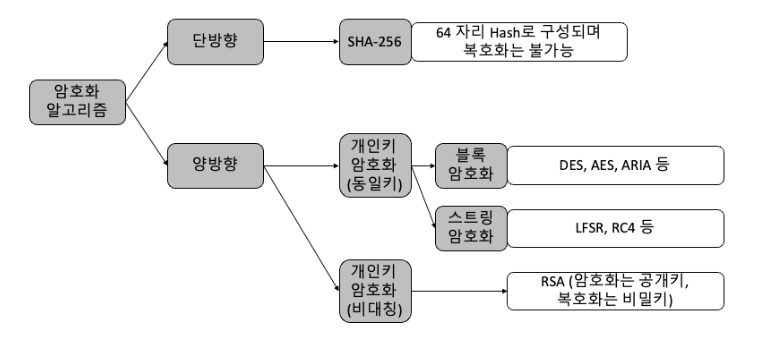 암호화
알고리즘
단방향
SHA-256
64 자리 Hash로 구성되며
복호화는 불가능
양방향
개인키
암호화
(동일키)
블록
암호화
DES, AES, ARIA 등
스트링
암호화
LFSR, RC4 등
개인키
암호화
(비대칭)
RSA (암호화는 공개키,
복호화는 비밀키)